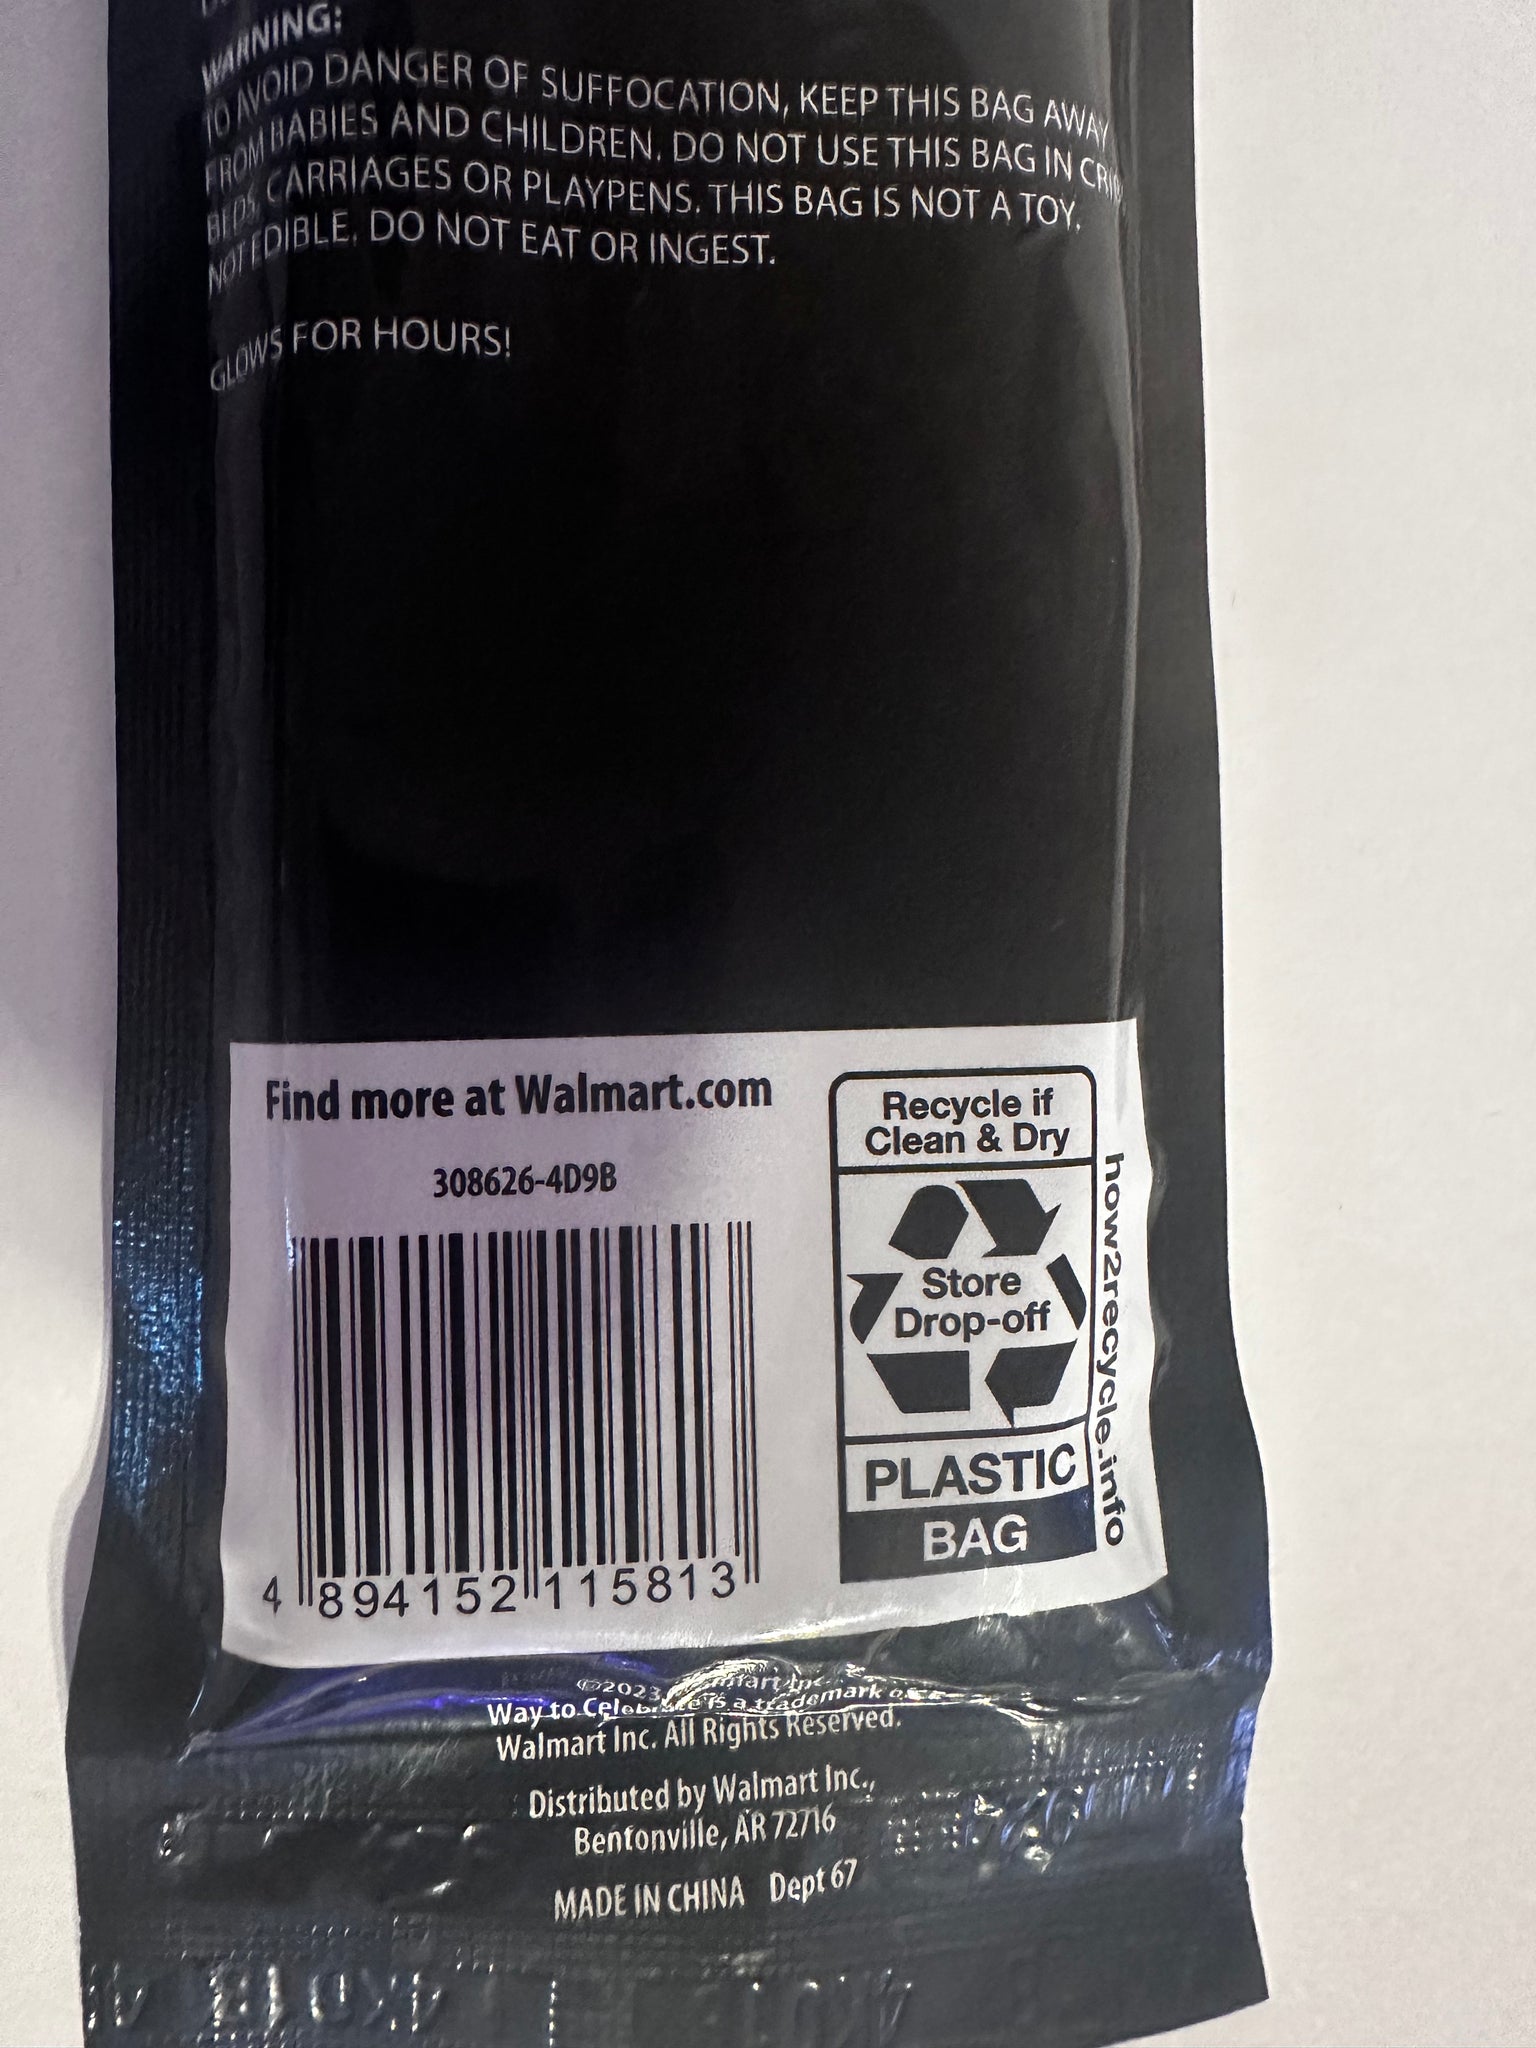 WARNING:
TO AVOID DANGER OF SUFFOCATION, KEEP THIS BAG AWAY
FROM BABIES AND CHILDREN. DO NOT USE THIS BAG IN
BEDS, CARRIAGES OR PLAYPENS. THIS BAG IS NOT A TOY.
NOT EDIBLE. DO NOT EAT OR INGEST.
GLOWS FOR HOURS!
Find more at Walmart.com
308626-4D9B
4 894152 115813
Recycle if
Clean & Dry
Store
Drop-off
PLASTIC
BAG
how2recycle.info
©2023 Walmart Inc.
Way to Celebrate is a trademark of
Walmart Inc. All Rights Reserved.
Distributed by Walmart Inc.,
Bentonville, AR 72716
MADE IN CHINA Dept 67